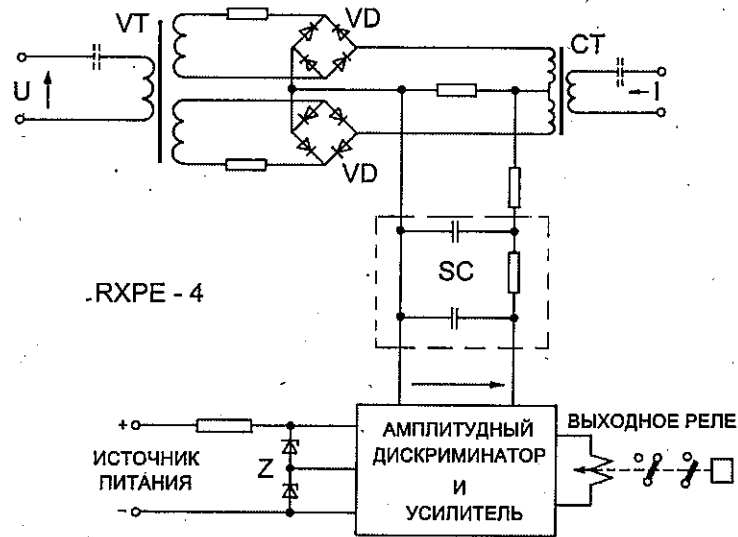 VT
VD
CT
U
I
VD
SC
RXPE - 4
+
ИСТОЧНИК
ПИТАНИЯ
-
Z
АМПЛИТУДНЫЙ
ДИСКРИМИНАТОР
И
УСИЛИТЕЛЬ
ВЫХОДНОЕ РЕЛЕ